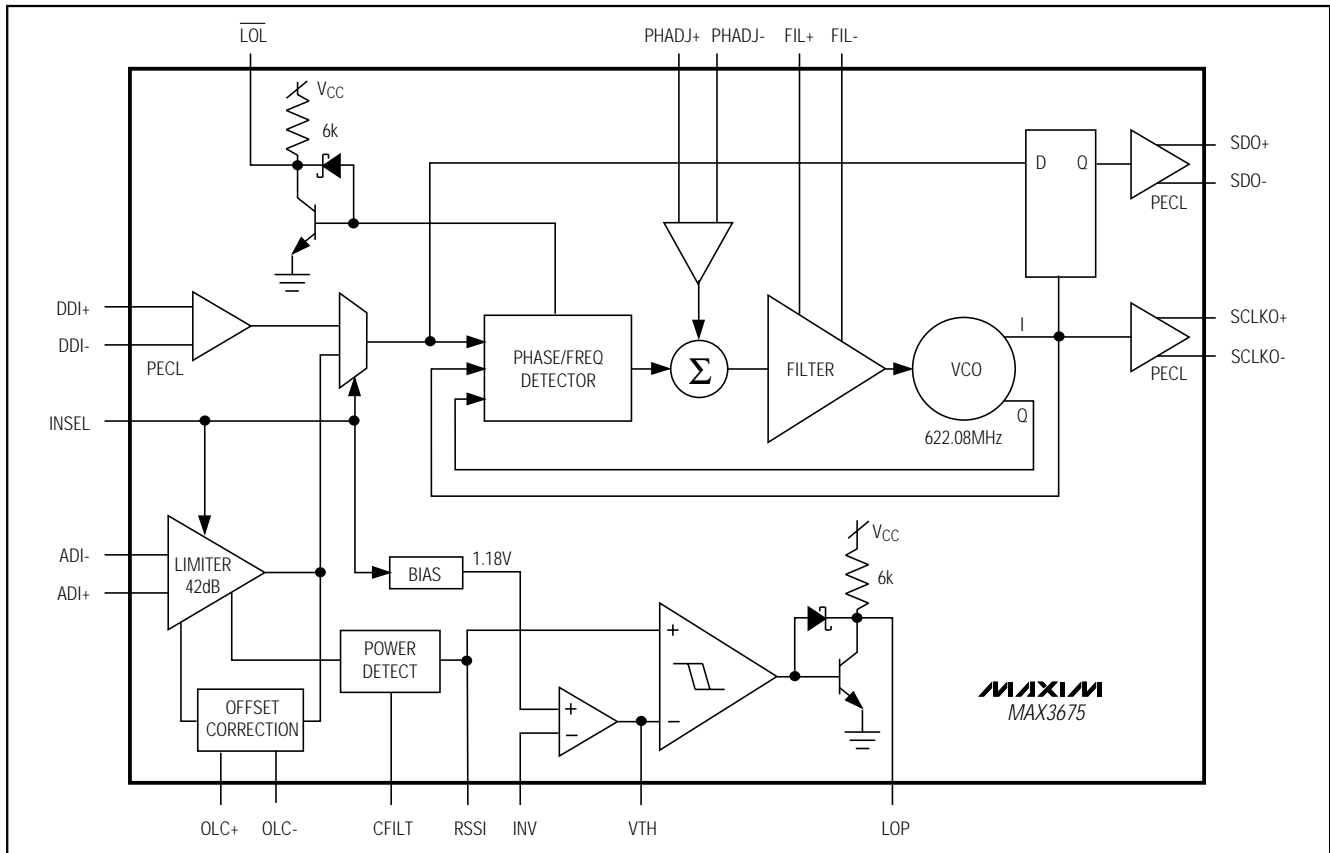 LOL
PHADJ+ PHADJ- FIL+ FIL-
VCC
6k
SDO+
D Q
SDO-
PECL
DDI+
DDI-
PECL
PHASE/FREQ
DETECTOR
Σ
FILTER
VCO
I
Q
622.08MHz
SCLKO+
SCLKO-
PECL
INSEL
ADI-
ADI+
LIMITER
42dB
BIAS
1.18V
VCC
6k
POWER
DETECT
+
−
+
−
OFFSET
CORRECTION
MAXIM
MAX3675
OLC+ OLC- CFILT RSSI INV VTH LOP